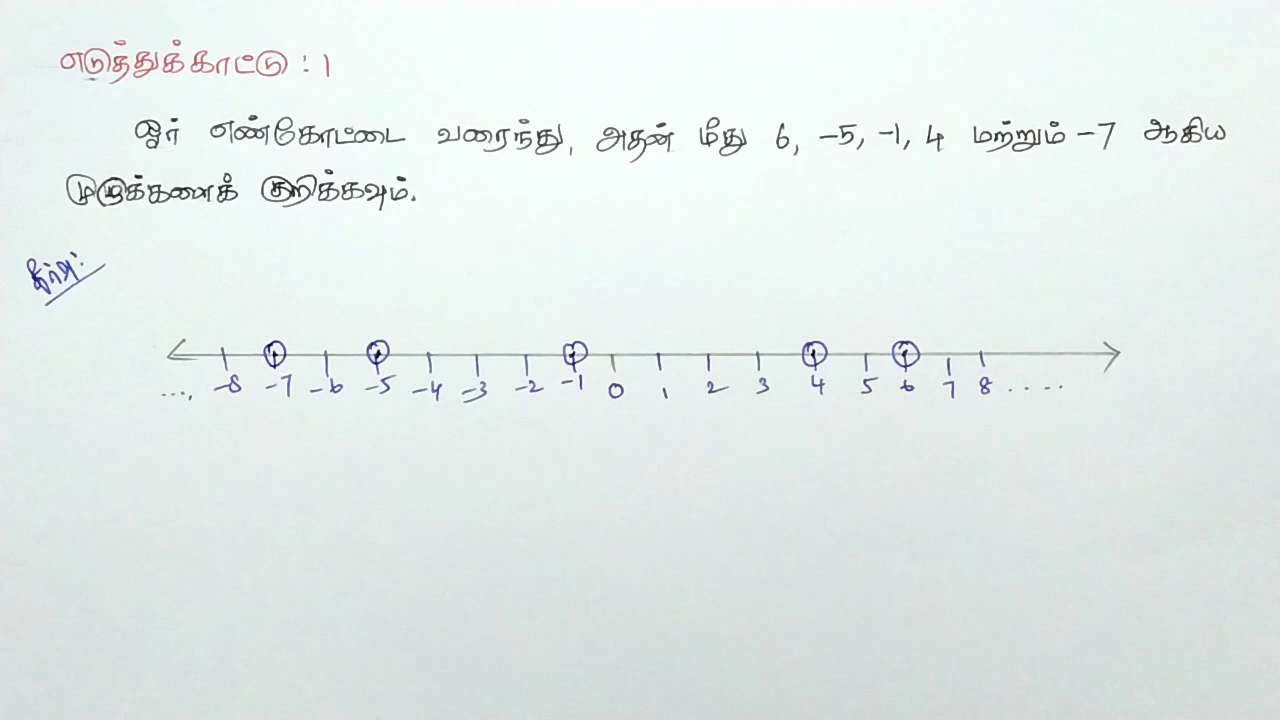 எடுத்துக்காட்டு : 1
ஓர் எண்கோட்டை வரைந்து, அதன் மீது 6, -5, -1, 4 மற்றும் -7 ஆகிய
முழுக்களைக் குறிக்கவும்.
தீர்வு:
..., -8 -7 -6 -5 -4 -3 -2 -1 0 1 2 3 4 5 6 7 8 ....